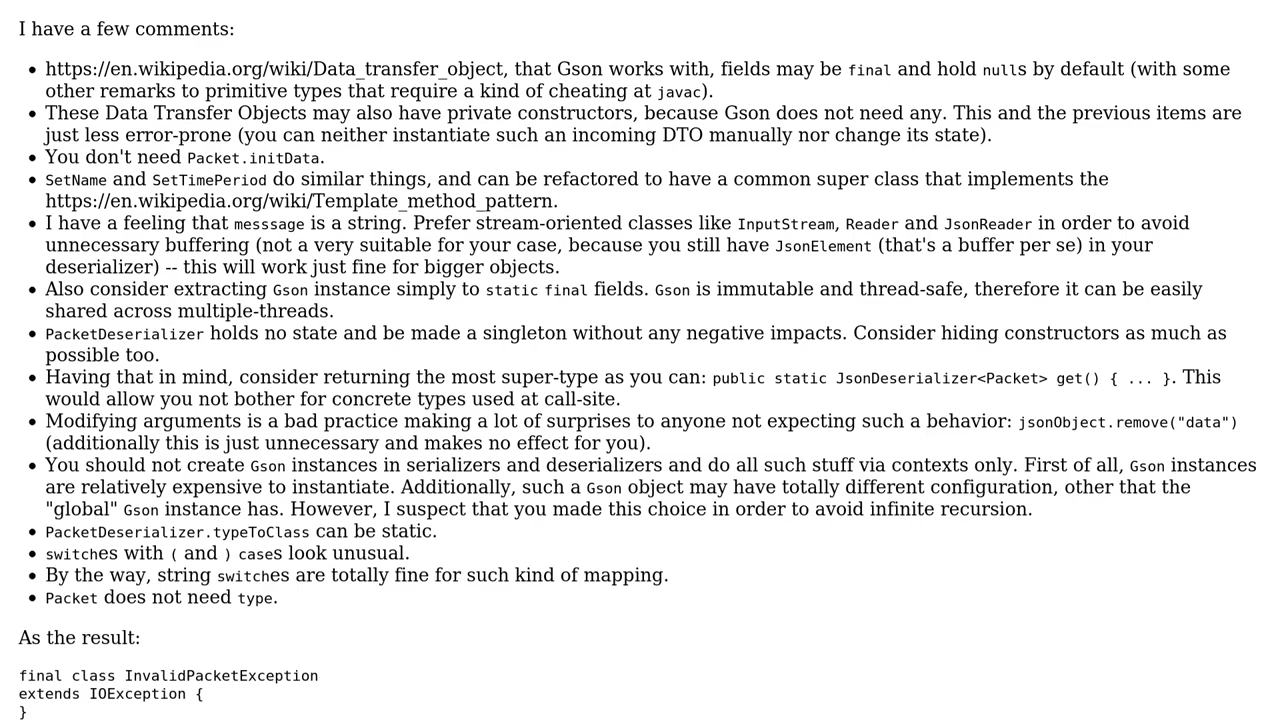 I have a few comments:
• https://en.wikipedia.org/wiki/Data_transfer_object, that Gson works with, fields may be final and hold nulls by default (with some
other remarks to primitive types that require a kind of cheating at javac).
• These Data Transfer Objects may also have private constructors, because Gson does not need any. This and the previous items are
just less error-prone (you can neither instantiate such an incoming DTO manually nor change its state).
• You don't need Packet.initData.
• SetName and SetTimePeriod do similar things, and can be refactored to have a common super class that implements the
https://en.wikipedia.org/wiki/Template_method_pattern.
• I have a feeling that messsage is a string. Prefer stream-oriented classes like InputStream, Reader and JsonReader in order to avoid
unnecessary buffering (not a very suitable for your case, because you still have JsonElement (that's a buffer per se) in your
deserializer) -- this will work just fine for bigger objects.
• Also consider extracting Gson instance simply to static final fields. Gson is immutable and thread-safe, therefore it can be easily
shared across multiple-threads.
• PacketDeserializer holds no state and be made a singleton without any negative impacts. Consider hiding constructors as much as
possible too.
• Having that in mind, consider returning the most super-type as you can: public static JsonDeserializer<Packet> get() { ... }. This
would allow you not bother for concrete types used at call-site.
• Modifying arguments is a bad practice making a lot of surprises to anyone not expecting such a behavior: jsonObject.remove("data")
(additionally this is just unnecessary and makes no effect for you).
• You should not create Gson instances in serializers and deserializers and do all such stuff via contexts only. First of all, Gson instances
are relatively expensive to instantiate. Additionally, such a Gson object may have totally different configuration, other that the
"global" Gson instance has. However, I suspect that you made this choice in order to avoid infinite recursion.
• PacketDeserializer.typeToClass can be static.
• switches with ( and ) cases look unusual.
• By the way, string switches are totally fine for such kind of mapping.
• Packet does not need type.
As the result:
final class InvalidPacketException
extends IOException {
}